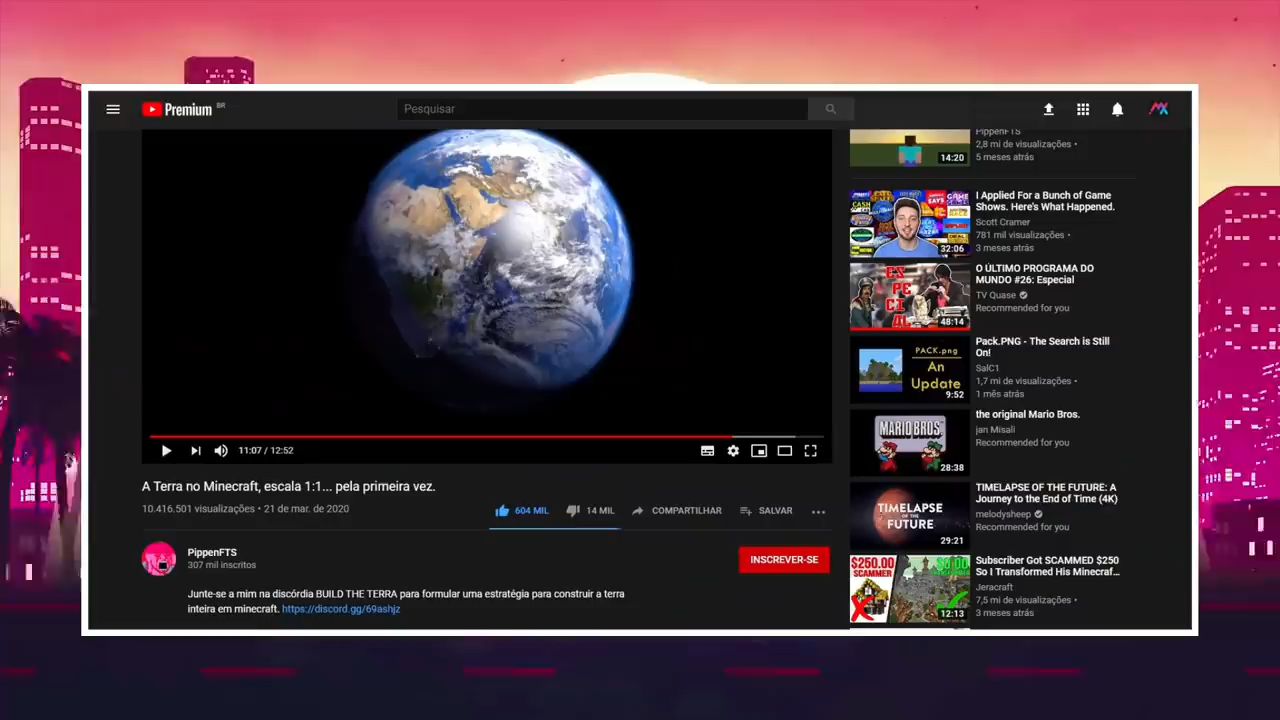 Premium BR
Pesquisar
11:07 / 12:52
A Terra no Minecraft, escala 1:1... pela primeira vez.
10.416.501 visualizações • 21 de mar. de 2020
604 MIL
14 MIL
COMPARTILHAR
SALVAR
PippenFTS
307 mil inscritos
INSCREVER-SE
Junte-se a mim na discórdia BUILD THE TERRA para formular uma estratégia para construir a terra
inteira em minecraft. https://discord.gg/69ashjz
14:20
PippenFTS
2,8 mi de visualizações •
5 meses atrás
32:06
I Applied For a Bunch of Game
Shows. Here's What Happened.
Scott Cramer
781 mil visualizações •
3 meses atrás
ES
PE
CI
AL
48:14
O ÚLTIMO PROGRAMA DO
MUNDO #26: Especial
TV Quase
Recommended for you
PACK.png
An
Update
9:52
Pack.PNG - The Search is Still
On!
SalC1
1,7 mi de visualizações •
1 mês atrás
MARIO BROS.
28:38
the original Mario Bros.
jan Misali
Recommended for you
TIMELAPSE
OF THE
FUTURE
29:21
TIMELAPSE OF THE FUTURE: A
Journey to the End of Time (4K)
melodysheep
Recommended for you
$250.00
SCAMMER
$0.00
12:13
Subscriber Got SCAMMED $250
So I Transformed His Minecraf...
Jeracraft
7,5 mi de visualizações •
3 meses atrás